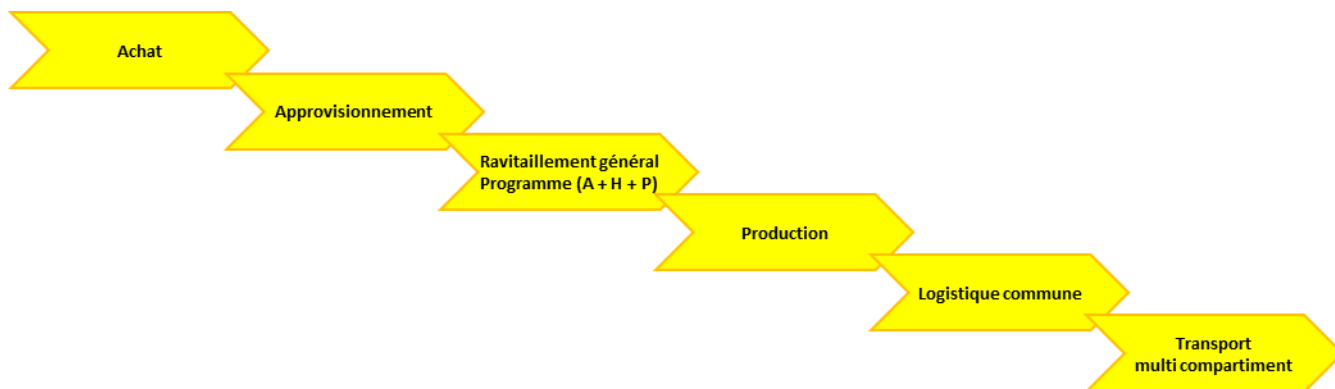 Achat
Approvisionnement
Ravitaillement général
Programme (A + H + P)
Production
Logistique commune
Transport
multi compartiment